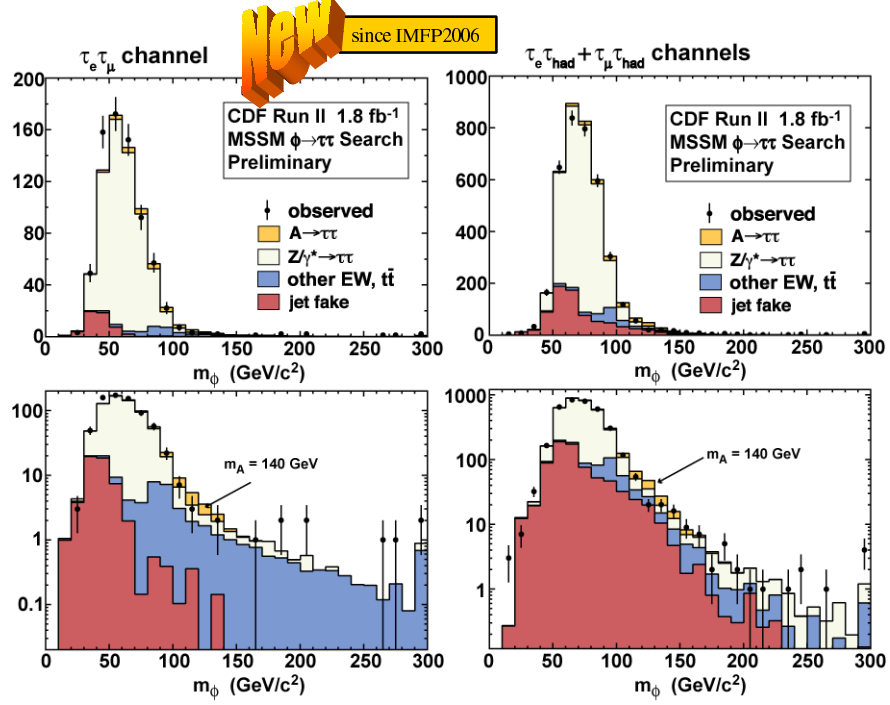 New
since IMFP2006
τeτμ channel
200
160
120
80
40
0
CDF Run II 1.8 fb-1
MSSM ϕ→ττ Search
Preliminary
observed
A→ττ
Z/γ*→ττ
other EW, tt̄
jet fake
0 50 100 150 200 250 300
mϕ (GeV/c2)
τeτhad+τμτhad channels
1000
800
600
400
200
0
CDF Run II 1.8 fb-1
MSSM ϕ→ττ Search
Preliminary
observed
A→ττ
Z/γ*→ττ
other EW, tt̄
jet fake
0 50 100 150 200 250 300
mϕ (GeV/c2)
102
10
1
0.1
mA = 140 GeV
0 50 100 150 200 250 300
mϕ (GeV/c2)
1000
100
10
1
mA = 140 GeV
0 50 100 150 200 250 300
mϕ (GeV/c2)